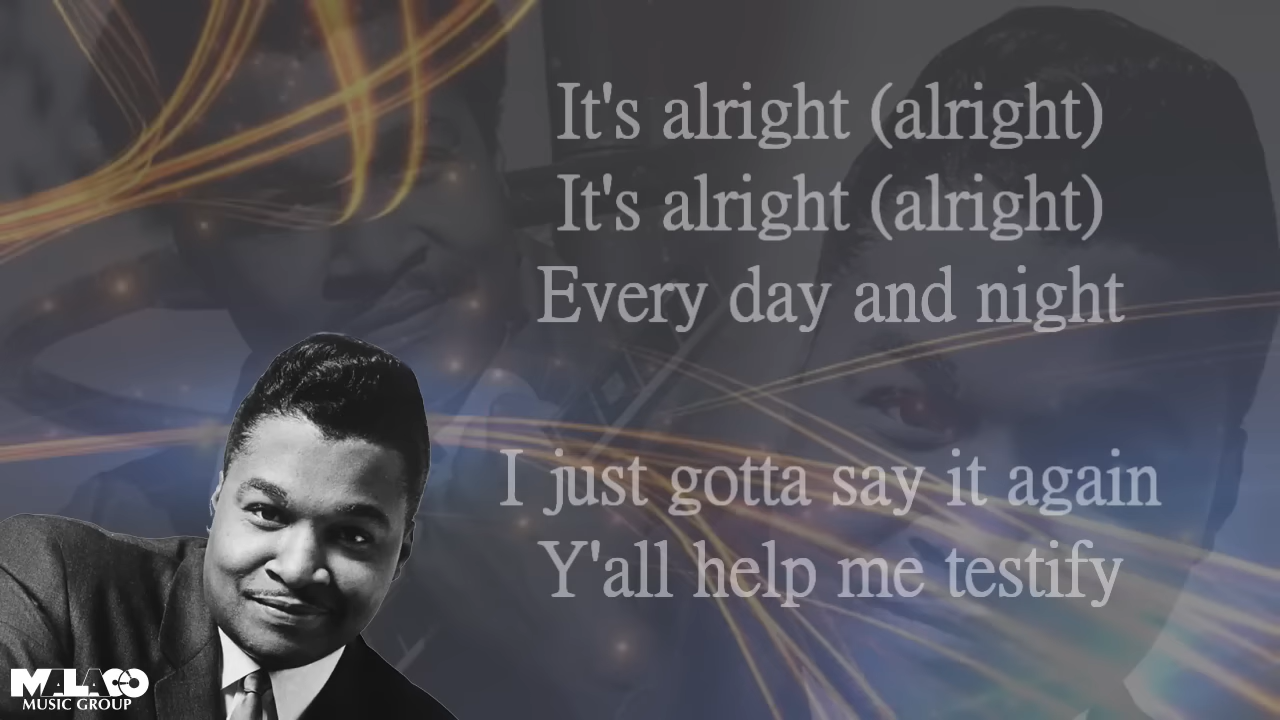 It's alright (alright)
It's alright (alright)
Every day and night
I just gotta say it again
Y'all help me testify
MALACO
MUSIC GROUP